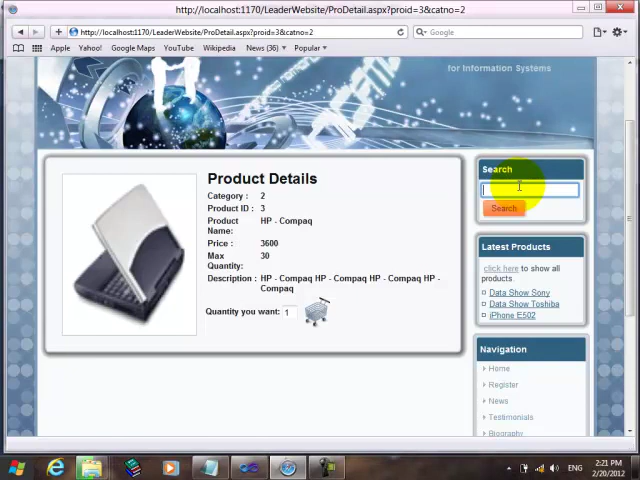 http://localhost:1170/LeaderWebsite/ProDetail.aspx?proid=3&catno=2
http://localhost:1170/LeaderWebsite/ProDetail.aspx?proid=3&catno=2
Google
Apple Yahoo! Google Maps YouTube Wikipedia News (36) Popular
for Information Systems
Product Details
Category : 2
Product ID : 3
Product Name: HP - Compaq
Price : 3600
Max Quantity: 30
Description : HP - Compaq HP - Compaq HP - Compaq HP -
Compaq
Quantity you want: 1
Search
Search
Latest Products
click here to show all
products.
Data Show Sony
Data Show Toshiba
iPhone E502
Navigation
Home
Register
News
Testimonials
Biography
ENG
2:21 PM
2/20/2012